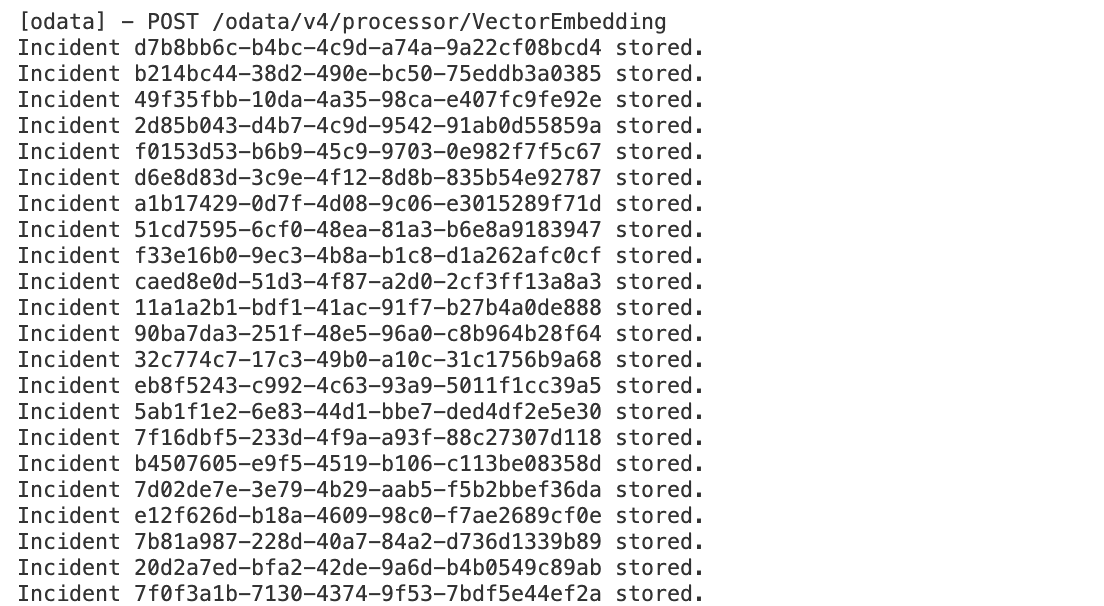 [odata] – POST /odata/v4/processor/VectorEmbedding
Incident d7b8bb6c-b4bc-4c9d-a74a-9a22cf08bcd4 stored.
Incident b214bc44-38d2-490e-bc50-75eddb3a0385 stored.
Incident 49f35fbb-10da-4a35-98ca-e407fc9fe92e stored.
Incident 2d85b043-d4b7-4c9d-9542-91ab0d55859a stored.
Incident f0153d53-b6b9-45c9-9703-0e982f7f5c67 stored.
Incident d6e8d83d-3c9e-4f12-8d8b-835b54e92787 stored.
Incident a1b17429-0d7f-4d08-9c06-e3015289f71d stored.
Incident 51cd7595-6cf0-48ea-81a3-b6e8a9183947 stored.
Incident f33e16b0-9ec3-4b8a-b1c8-d1a262afc0cf stored.
Incident caed8e0d-51d3-4f87-a2d0-2cf3ff13a8a3 stored.
Incident 11a1a2b1-bdf1-41ac-91f7-b27b4a0de888 stored.
Incident 90ba7da3-251f-48e5-96a0-c8b964b28f64 stored.
Incident 32c774c7-17c3-49b0-a10c-31c1756b9a68 stored.
Incident eb8f5243-c992-4c63-93a9-5011f1cc39a5 stored.
Incident 5ab1f1e2-6e83-44d1-bbe7-ded4df2e5e30 stored.
Incident 7f16dbf5-233d-4f9a-a93f-88c27307d118 stored.
Incident b4507605-e9f5-4519-b106-c113be08358d stored.
Incident 7d02de7e-3e79-4b29-aab5-f5b2bbef36da stored.
Incident e12f626d-b18a-4609-98c0-f7ae2689cf0e stored.
Incident 7b81a987-228d-40a7-84a2-d736d1339b89 stored.
Incident 20d2a7ed-bfa2-42de-9a6d-b4b0549c89ab stored.
Incident 7f0f3a1b-7130-4374-9f53-7bdf5e44ef2a stored.